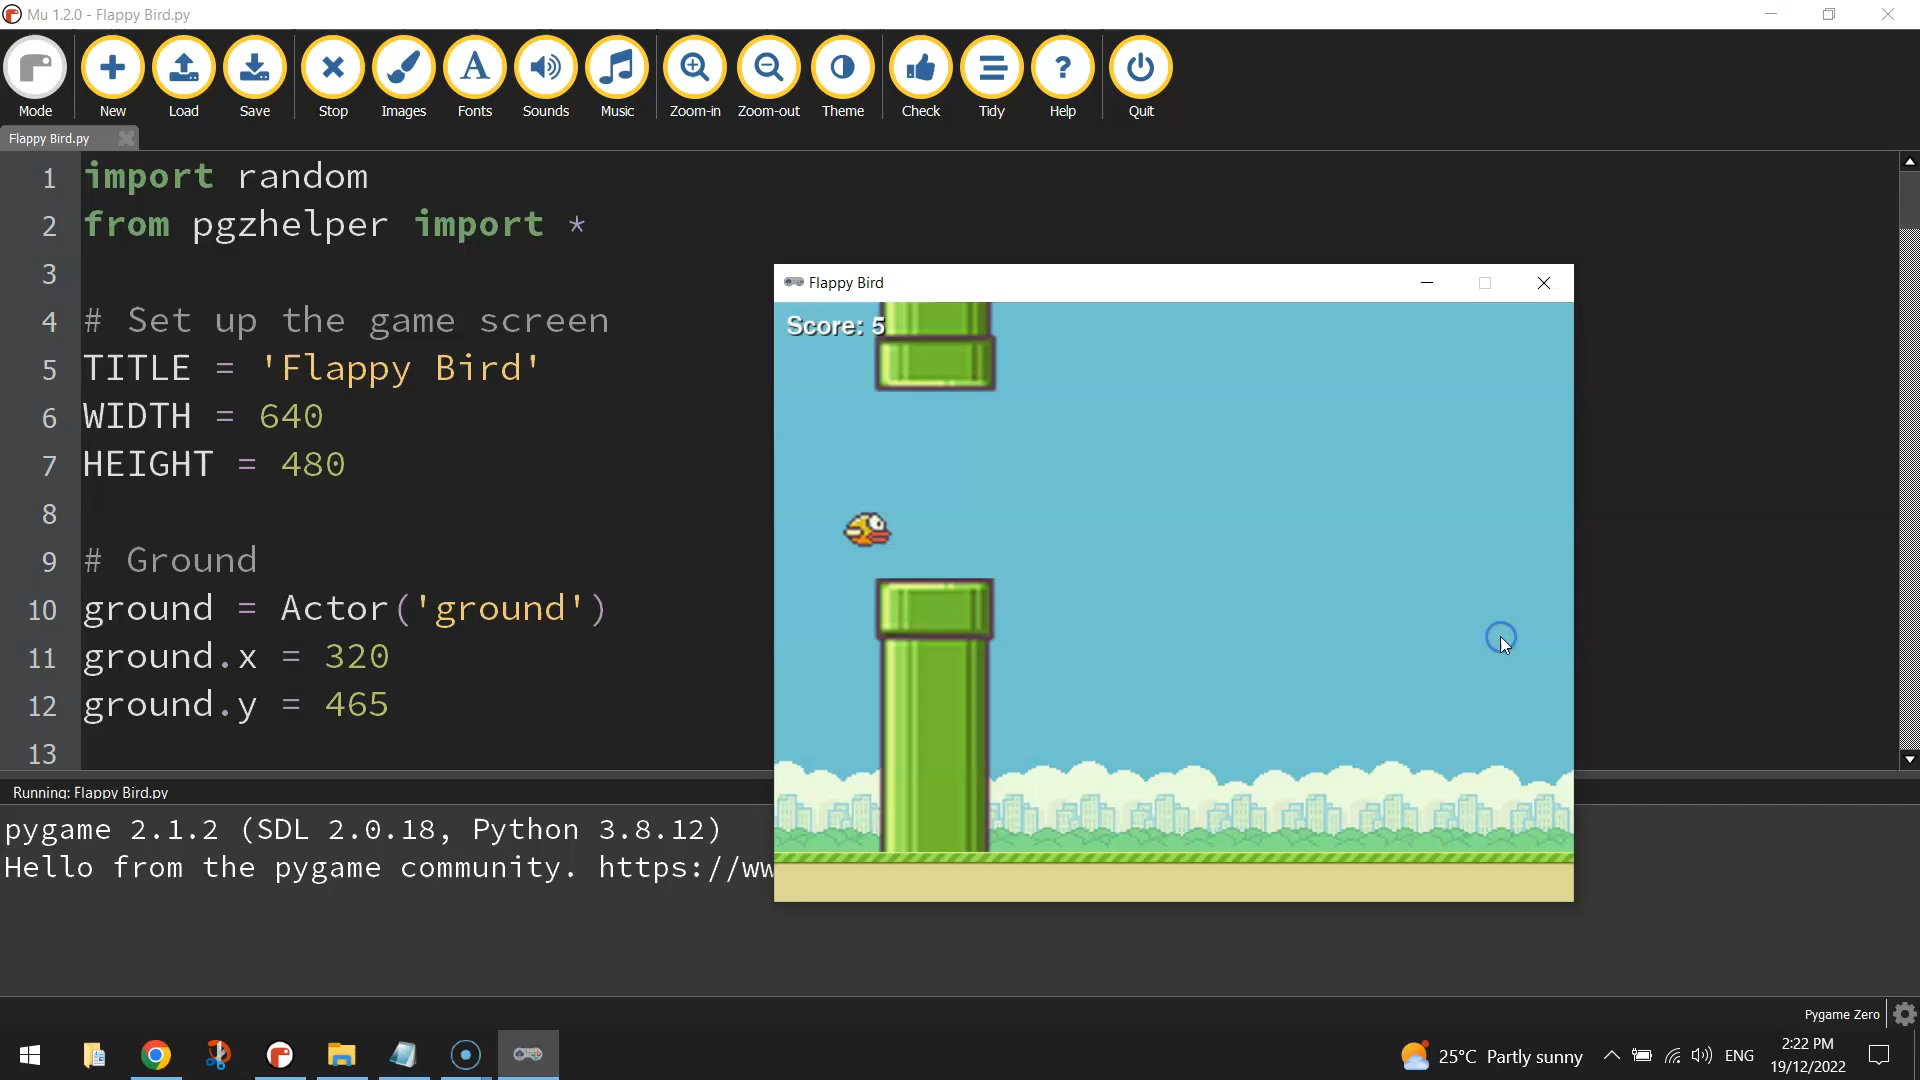 Mu 1.2.0 - Flappy Bird.py
Mode New Load Save Stop Images Fonts Sounds Music Zoom-in Zoom-out Theme Check Tidy Help Quit
Flappy Bird.py
1 import random
2 from pgzhelper import *
3
4 # Set up the game screen
5 TITLE = 'Flappy Bird'
6 WIDTH = 640
7 HEIGHT = 480
8
9 # Ground
10 ground = Actor('ground')
11 ground.x = 320
12 ground.y = 465
13
Flappy Bird
Score: 5
Running: Flappy Bird.py
pygame 2.1.2 (SDL 2.0.18, Python 3.8.12)
Hello from the pygame community. https://ww
Pygame Zero
25°C Partly sunny
ENG
2:22 PM
19/12/2022